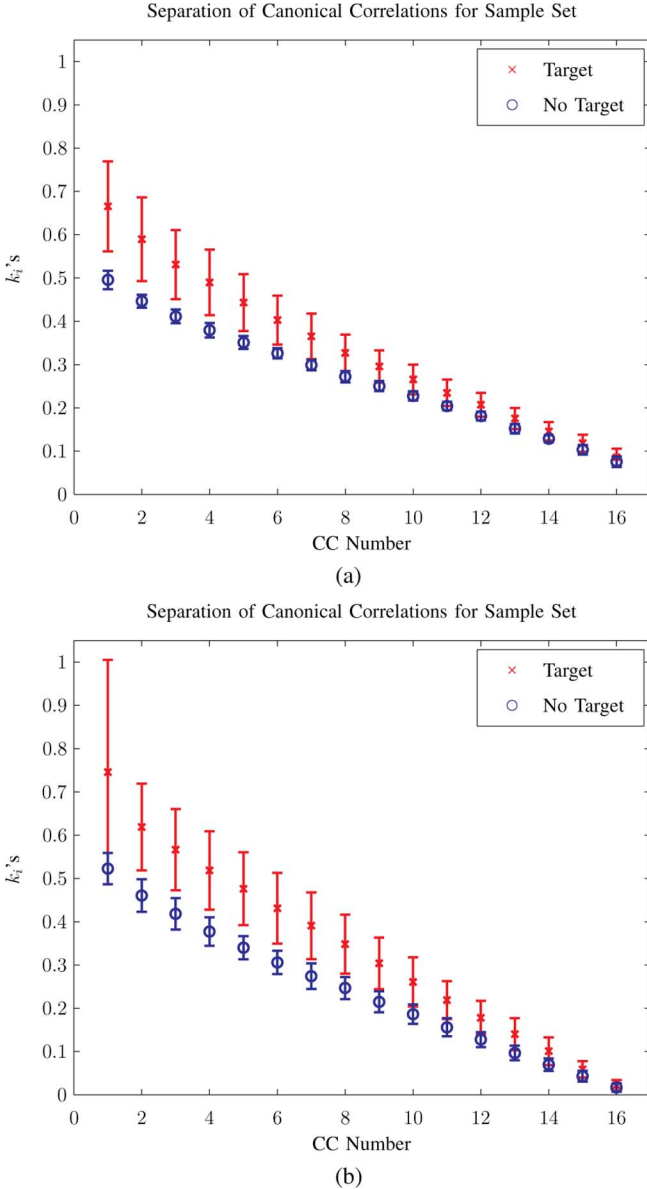 Separation of Canonical Correlations for Sample Set
1
0.9
0.8
0.7
0.6
0.5
0.4
0.3
0.2
0.1
0
k_i's
Target
No Target
0 2 4 6 8 10 12 14 16
CC Number
(a)
Separation of Canonical Correlations for Sample Set
1
0.9
0.8
0.7
0.6
0.5
0.4
0.3
0.2
0.1
0
k_i's
Target
No Target
0 2 4 6 8 10 12 14 16
CC Number
(b)